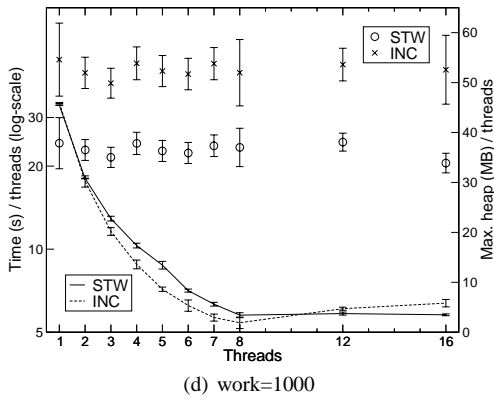 STW
INC
60
50
40
30
20
10
0
Max. heap (MB) / threads
30
20
10
5
Time (s) / threads (log-scale)
STW
INC
1 2 3 4 5 6 7 8 12 16
Threads
(d) work=1000